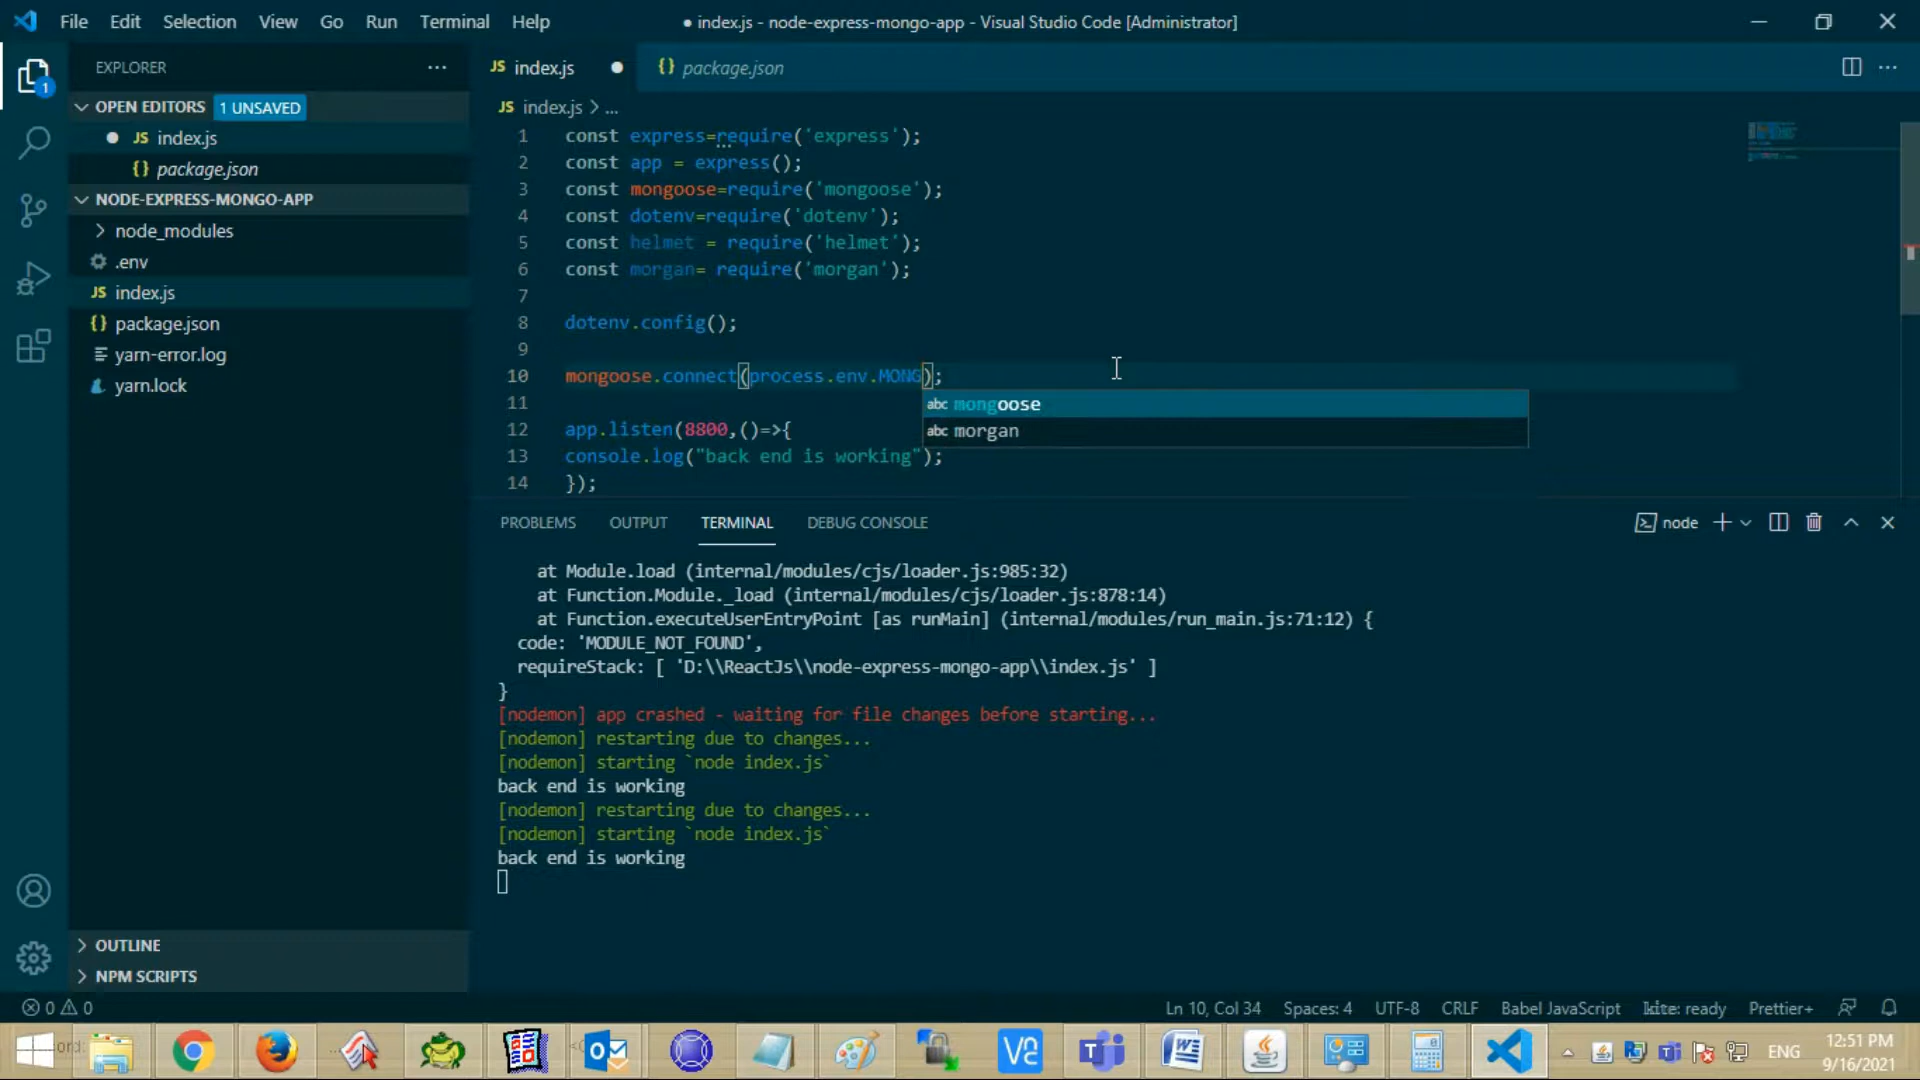 File Edit Selection View Go Run Terminal Help
● index.js - node-express-mongo-app - Visual Studio Code [Administrator]
EXPLORER
OPEN EDITORS 1 UNSAVED
JS index.js
{} package.json
NODE-EXPRESS-MONGO-APP
node_modules
.env
JS index.js
{} package.json
yarn-error.log
yarn.lock
OUTLINE
NPM SCRIPTS
1
JS index.js
{} package.json
JS index.js > ...
1 const express=require('express');
2 const app = express();
3 const mongoose=require('mongoose');
4 const dotenv=require('dotenv');
5 const helmet = require('helmet');
6 const morgan= require('morgan');
7
8 dotenv.config();
9
10 mongoose.connect(process.env.MONG);
abc mongoose
abc morgan
11
12 app.listen(8800,()=>{
13 console.log("back end is working");
14 });
PROBLEMS OUTPUT TERMINAL DEBUG CONSOLE
node
at Module.load (internal/modules/cjs/loader.js:985:32)
at Function.Module._load (internal/modules/cjs/loader.js:878:14)
at Function.executeUserEntryPoint [as runMain] (internal/modules/run_main.js:71:12) {
code: 'MODULE_NOT_FOUND',
requireStack: [ 'D:\\ReactJs\\node-express-mongo-app\\index.js' ]
}
[nodemon] app crashed - waiting for file changes before starting...
[nodemon] restarting due to changes...
[nodemon] starting `node index.js`
back end is working
[nodemon] restarting due to changes...
[nodemon] starting `node index.js`
back end is working
0 0
Ln 10, Col 34 Spaces: 4 UTF-8 CRLF Babel JavaScript kite: ready Prettier+
ENG
12:51 PM
9/16/2021